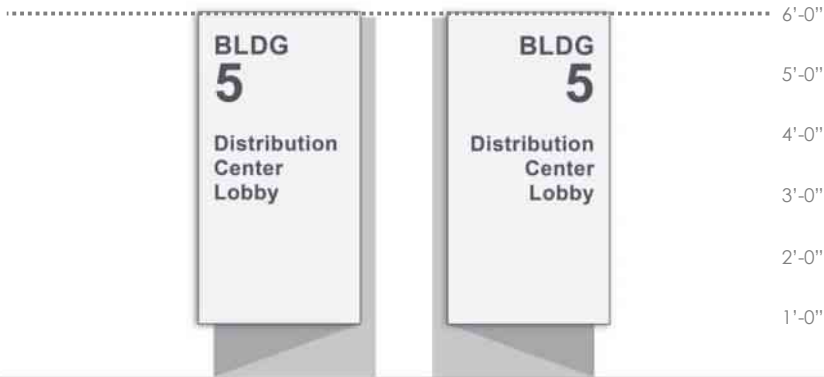 BLDG
5
Distribution
Center
Lobby
BLDG
5
Distribution
Center
Lobby
6’-0”
5’-0”
4’-0”
3’-0”
2’-0”
1’-0”